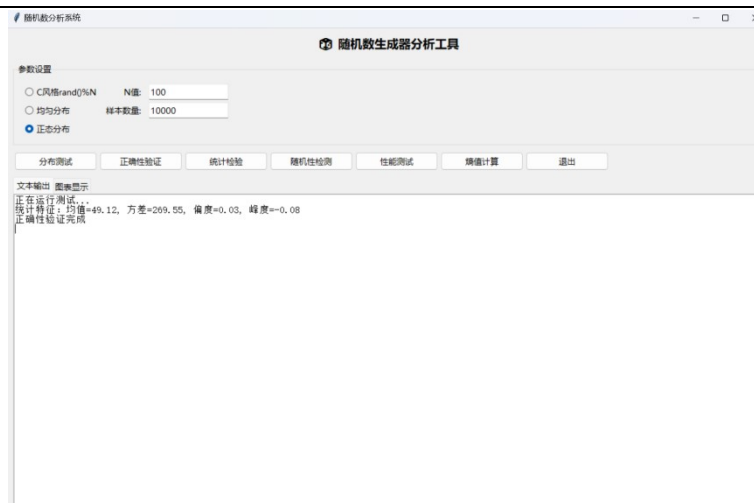 随机数分析系统
随机数生成器分析工具
参数设置
C风格rand()%N N值: 100
均匀分布 样本数量: 10000
正态分布
分布测试 正确性验证 统计检验 随机性检测 性能测试 熵值计算 退出
文本输出 图表显示
正在运行测试...
统计特征: 均值=49.12, 方差=269.55, 偏度=0.03, 峰度=-0.08
正确性验证完成